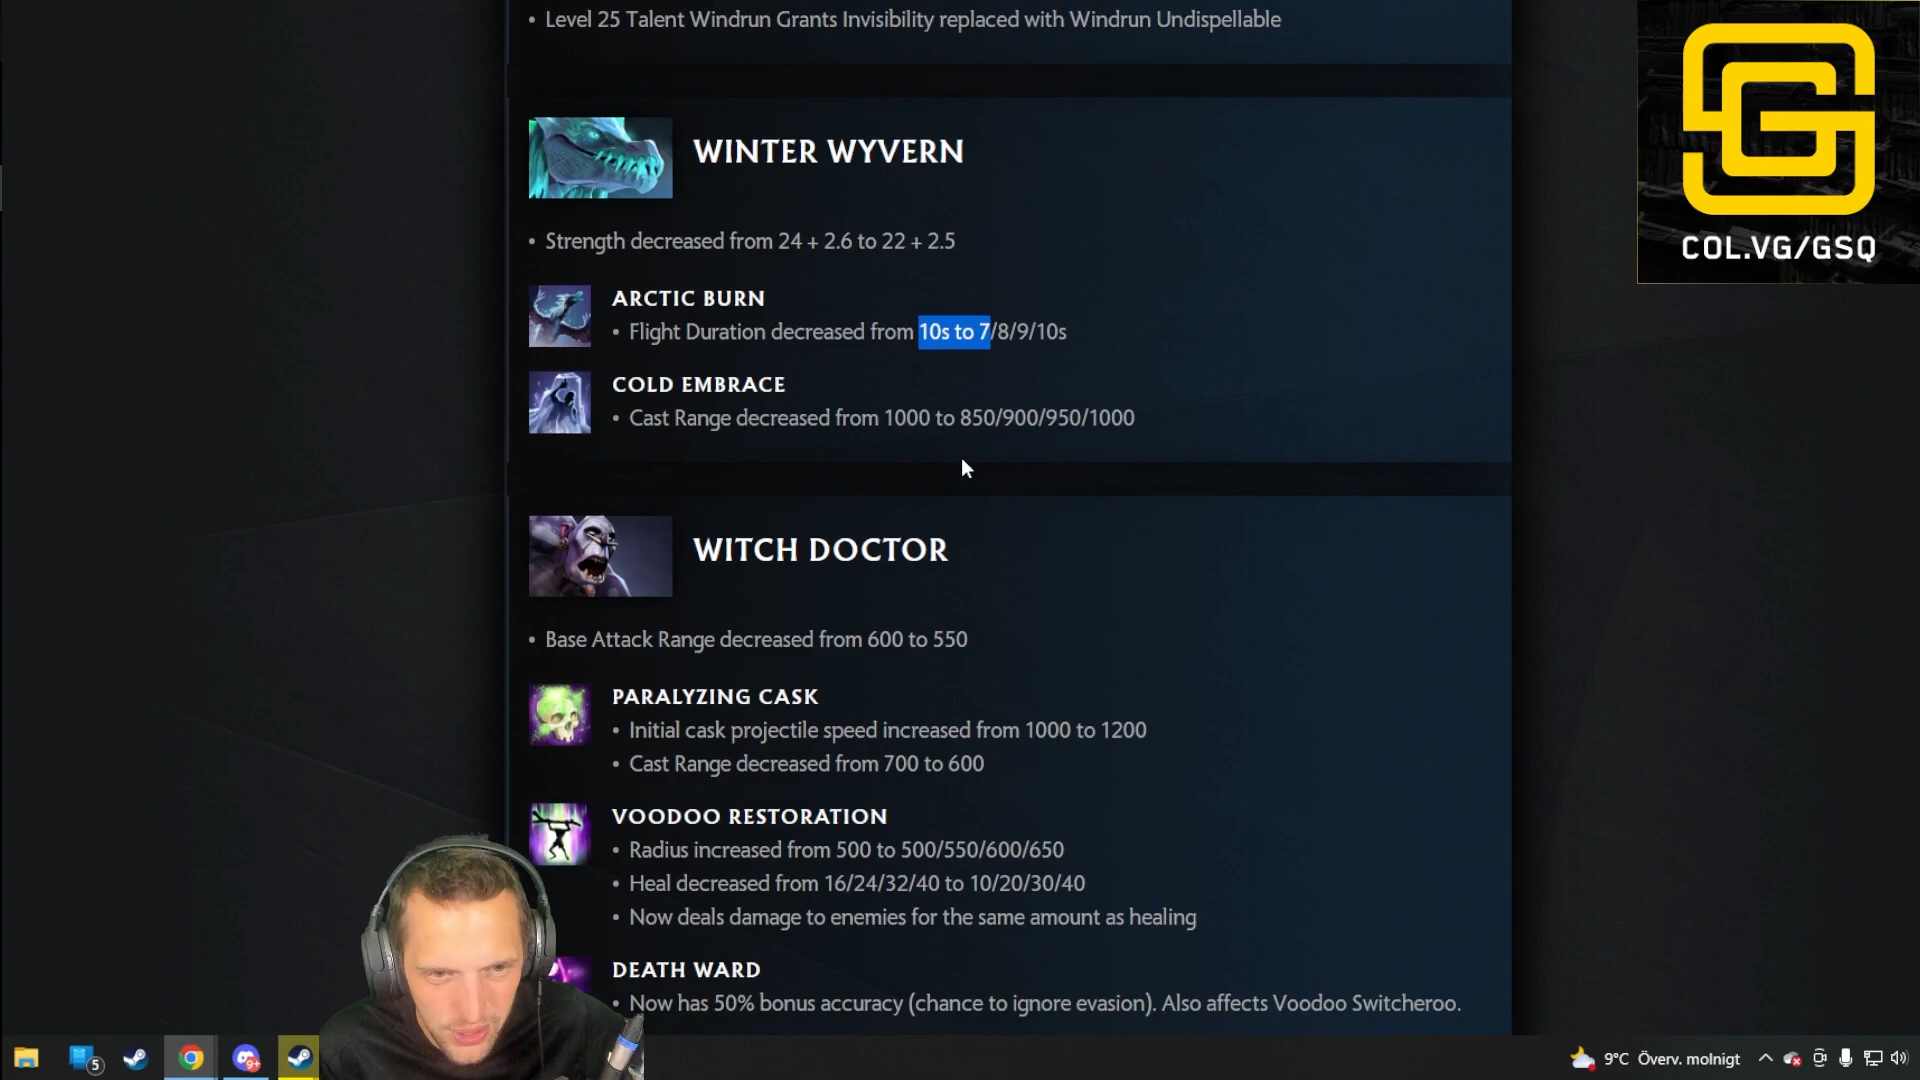 • Level 25 Talent Windrun Grants Invisibility replaced with Windrun Undispellable
COL.VG/GSQ
WINTER WYVERN
• Strength decreased from 24 + 2.6 to 22 + 2.5
ARCTIC BURN
• Flight Duration decreased from 10s to 7/8/9/10s
COLD EMBRACE
• Cast Range decreased from 1000 to 850/900/950/1000
WITCH DOCTOR
• Base Attack Range decreased from 600 to 550
PARALYZING CASK
• Initial cask projectile speed increased from 1000 to 1200
• Cast Range decreased from 700 to 600
VOODOO RESTORATION
• Radius increased from 500 to 500/550/600/650
• Heal decreased from 16/24/32/40 to 10/20/30/40
• Now deals damage to enemies for the same amount as healing
DEATH WARD
• Now has 50% bonus accuracy (chance to ignore evasion). Also affects Voodoo Switcheroo.
5
9+
9°C Överv. molnigt